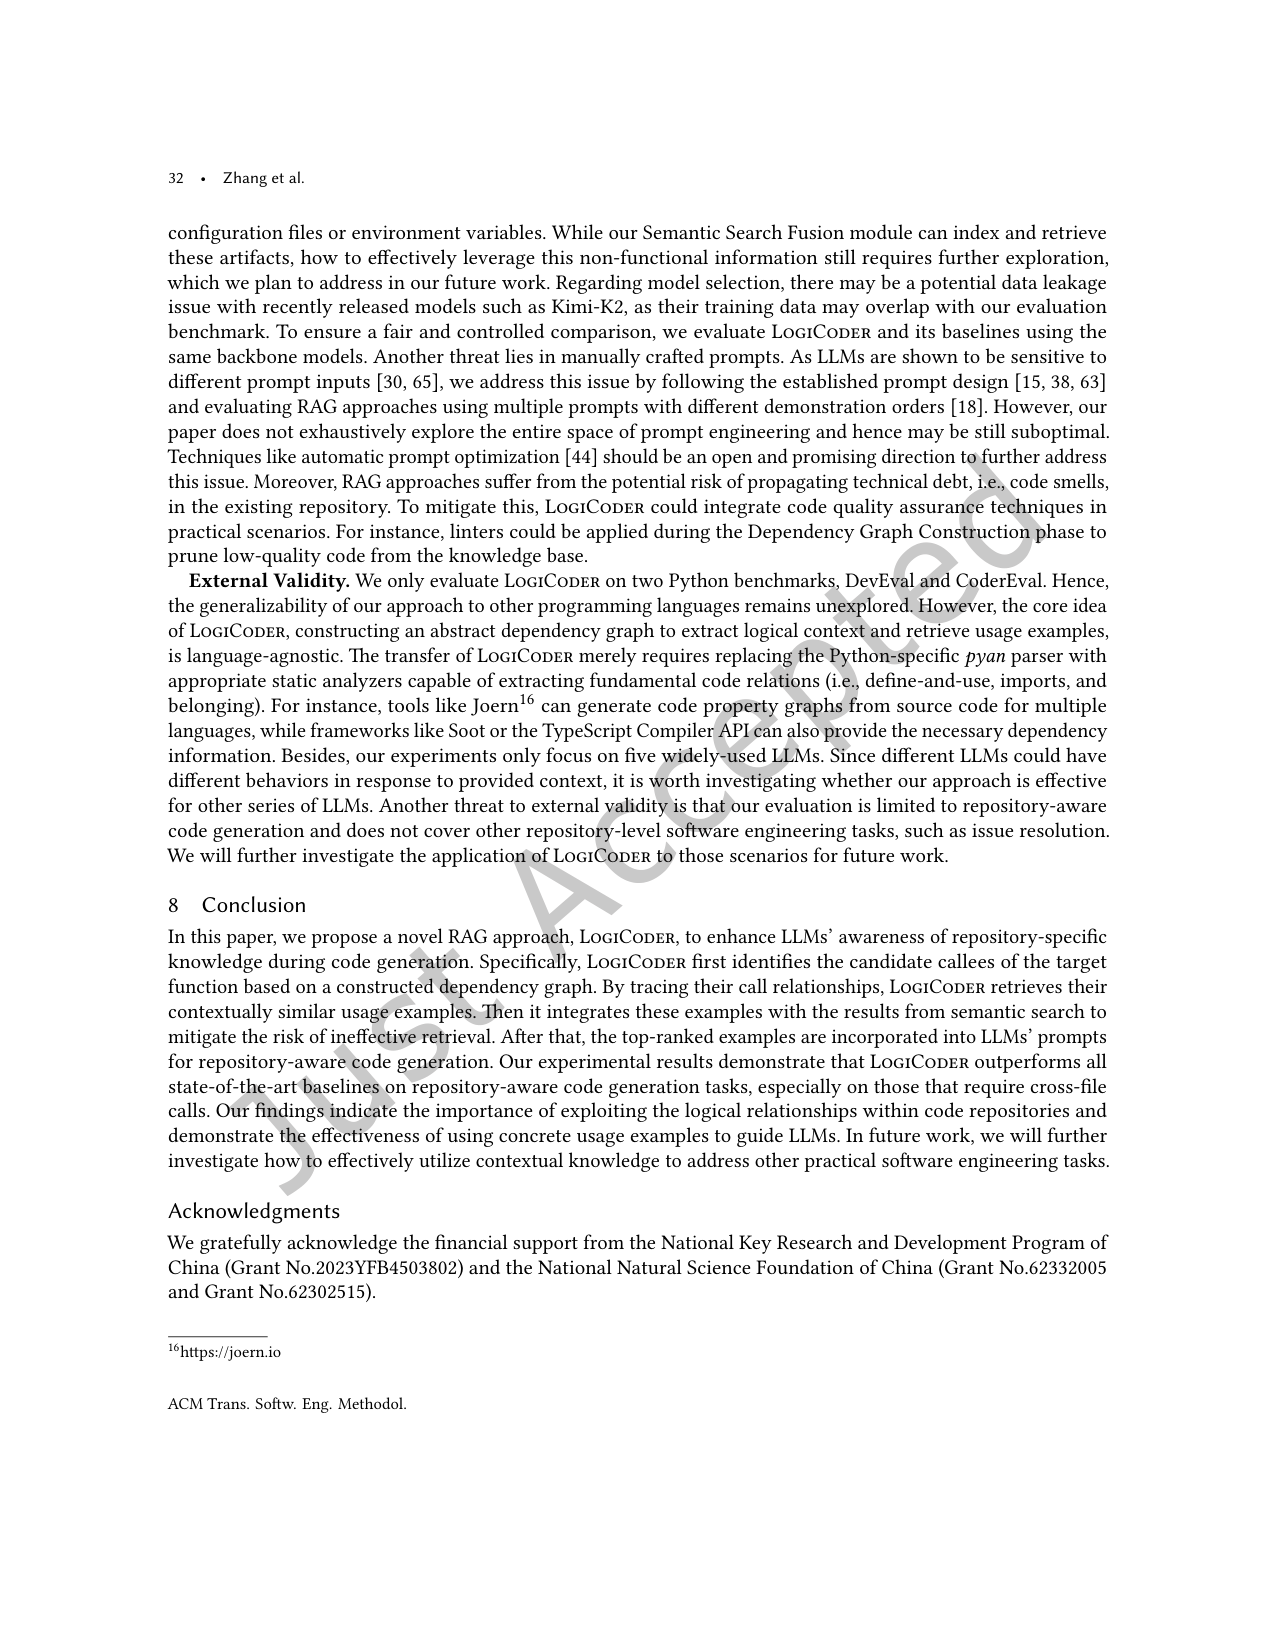 32 • Zhang et al.
configuration files or environment variables. While our Semantic Search Fusion module can index and retrieve
these artifacts, how to effectively leverage this non-functional information still requires further exploration,
which we plan to address in our future work. Regarding model selection, there may be a potential data leakage
issue with recently released models such as Kimi-K2, as their training data may overlap with our evaluation
benchmark. To ensure a fair and controlled comparison, we evaluate LogiCoder and its baselines using the
same backbone models. Another threat lies in manually crafted prompts. As LLMs are shown to be sensitive to
different prompt inputs [30, 65], we address this issue by following the established prompt design [15, 38, 63]
and evaluating RAG approaches using multiple prompts with different demonstration orders [18]. However, our
paper does not exhaustively explore the entire space of prompt engineering and hence may be still suboptimal.
Techniques like automatic prompt optimization [44] should be an open and promising direction to further address
this issue. Moreover, RAG approaches suffer from the potential risk of propagating technical debt, i.e., code smells,
in the existing repository. To mitigate this, LogiCoder could integrate code quality assurance techniques in
practical scenarios. For instance, linters could be applied during the Dependency Graph Construction phase to
prune low-quality code from the knowledge base.
External Validity. We only evaluate LogiCoder on two Python benchmarks, DevEval and CoderEval. Hence,
the generalizability of our approach to other programming languages remains unexplored. However, the core idea
of LogiCoder, constructing an abstract dependency graph to extract logical context and retrieve usage examples,
is language-agnostic. The transfer of LogiCoder merely requires replacing the Python-specific pyan parser with
appropriate static analyzers capable of extracting fundamental code relations (i.e., define-and-use, imports, and
belonging). For instance, tools like Joern16 can generate code property graphs from source code for multiple
languages, while frameworks like Soot or the TypeScript Compiler API can also provide the necessary dependency
information. Besides, our experiments only focus on five widely-used LLMs. Since different LLMs could have
different behaviors in response to provided context, it is worth investigating whether our approach is effective
for other series of LLMs. Another threat to external validity is that our evaluation is limited to repository-aware
code generation and does not cover other repository-level software engineering tasks, such as issue resolution.
We will further investigate the application of LogiCoder to those scenarios for future work.
8 Conclusion
In this paper, we propose a novel RAG approach, LogiCoder, to enhance LLMs' awareness of repository-specific
knowledge during code generation. Specifically, LogiCoder first identifies the candidate callees of the target
function based on a constructed dependency graph. By tracing their call relationships, LogiCoder retrieves their
contextually similar usage examples. Then it integrates these examples with the results from semantic search to
mitigate the risk of ineffective retrieval. After that, the top-ranked examples are incorporated into LLMs' prompts
for repository-aware code generation. Our experimental results demonstrate that LogiCoder outperforms all
state-of-the-art baselines on repository-aware code generation tasks, especially on those that require cross-file
calls. Our findings indicate the importance of exploiting the logical relationships within code repositories and
demonstrate the effectiveness of using concrete usage examples to guide LLMs. In future work, we will further
investigate how to effectively utilize contextual knowledge to address other practical software engineering tasks.
Acknowledgments
We gratefully acknowledge the financial support from the National Key Research and Development Program of
China (Grant No.2023YFB4503802) and the National Natural Science Foundation of China (Grant No.62332005
and Grant No.62302515).
16https://joern.io
ACM Trans. Softw. Eng. Methodol.
Just Accepted